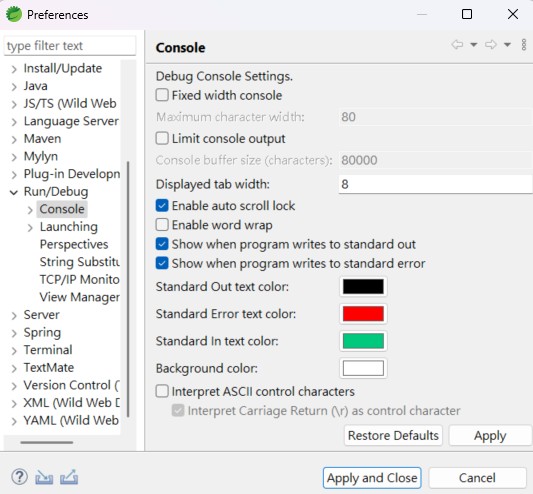 Preferences
type filter text
Install/Update
Java
JS/TS (Wild Web
Language Server
Maven
Mylyn
Plug-in Developm
Run/Debug
Console
Launching
Perspectives
String Substitu
TCP/IP Monito
View Manager
Server
Spring
Terminal
TextMate
Version Control (
XML (Wild Web D
YAML (Wild Web
Console
Debug Console Settings.
Fixed width console
Maximum character width: 80
Limit console output
Console buffer size (characters): 80000
Displayed tab width: 8
Enable auto scroll lock
Enable word wrap
Show when program writes to standard out
Show when program writes to standard error
Standard Out text color:
Standard Error text color:
Standard In text color:
Background color:
Interpret ASCII control characters
Interpret Carriage Return (\r) as control character
Restore Defaults Apply
? Apply and Close Cancel